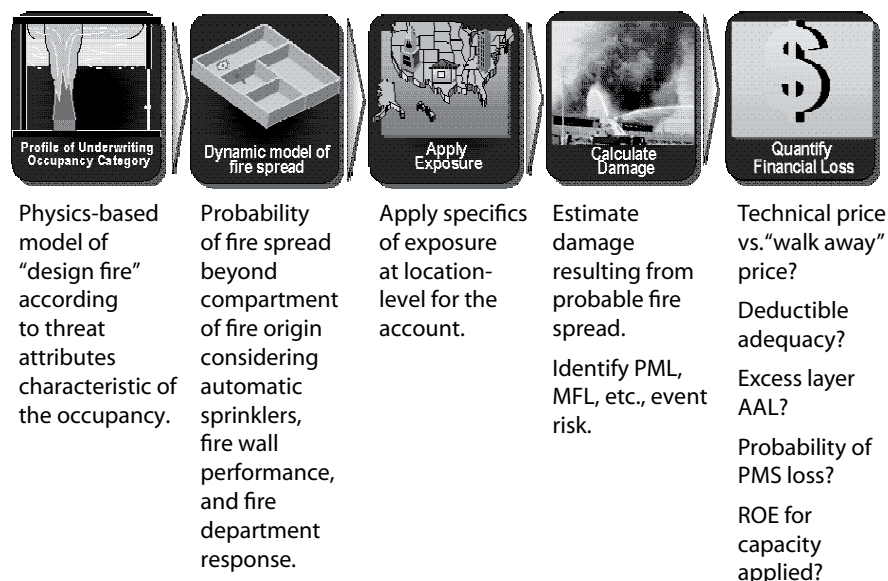 Profile of Underwriting
Occupancy Category
Dynamic model of
fire spread
Apply
Exposure
Calculate
Damage
$
Quantify
Financial Loss
Physics-based
model of
“design fire”
according
to threat
attributes
characteristic of
the occupancy.
Probability
of fire spread
beyond
compartment
of fire origin
considering
automatic
sprinklers,
fire wall
performance,
and fire
department
response.
Apply specifics
of exposure
at location-
level for the
account.
Estimate
damage
resulting from
probable fire
spread.
Identify PML,
MFL, etc., event
risk.
Technical price
vs.“walk away”
price?
Deductible
adequacy?
Excess layer
AAL?
Probability of
PMS loss?
ROE for
capacity
applied?